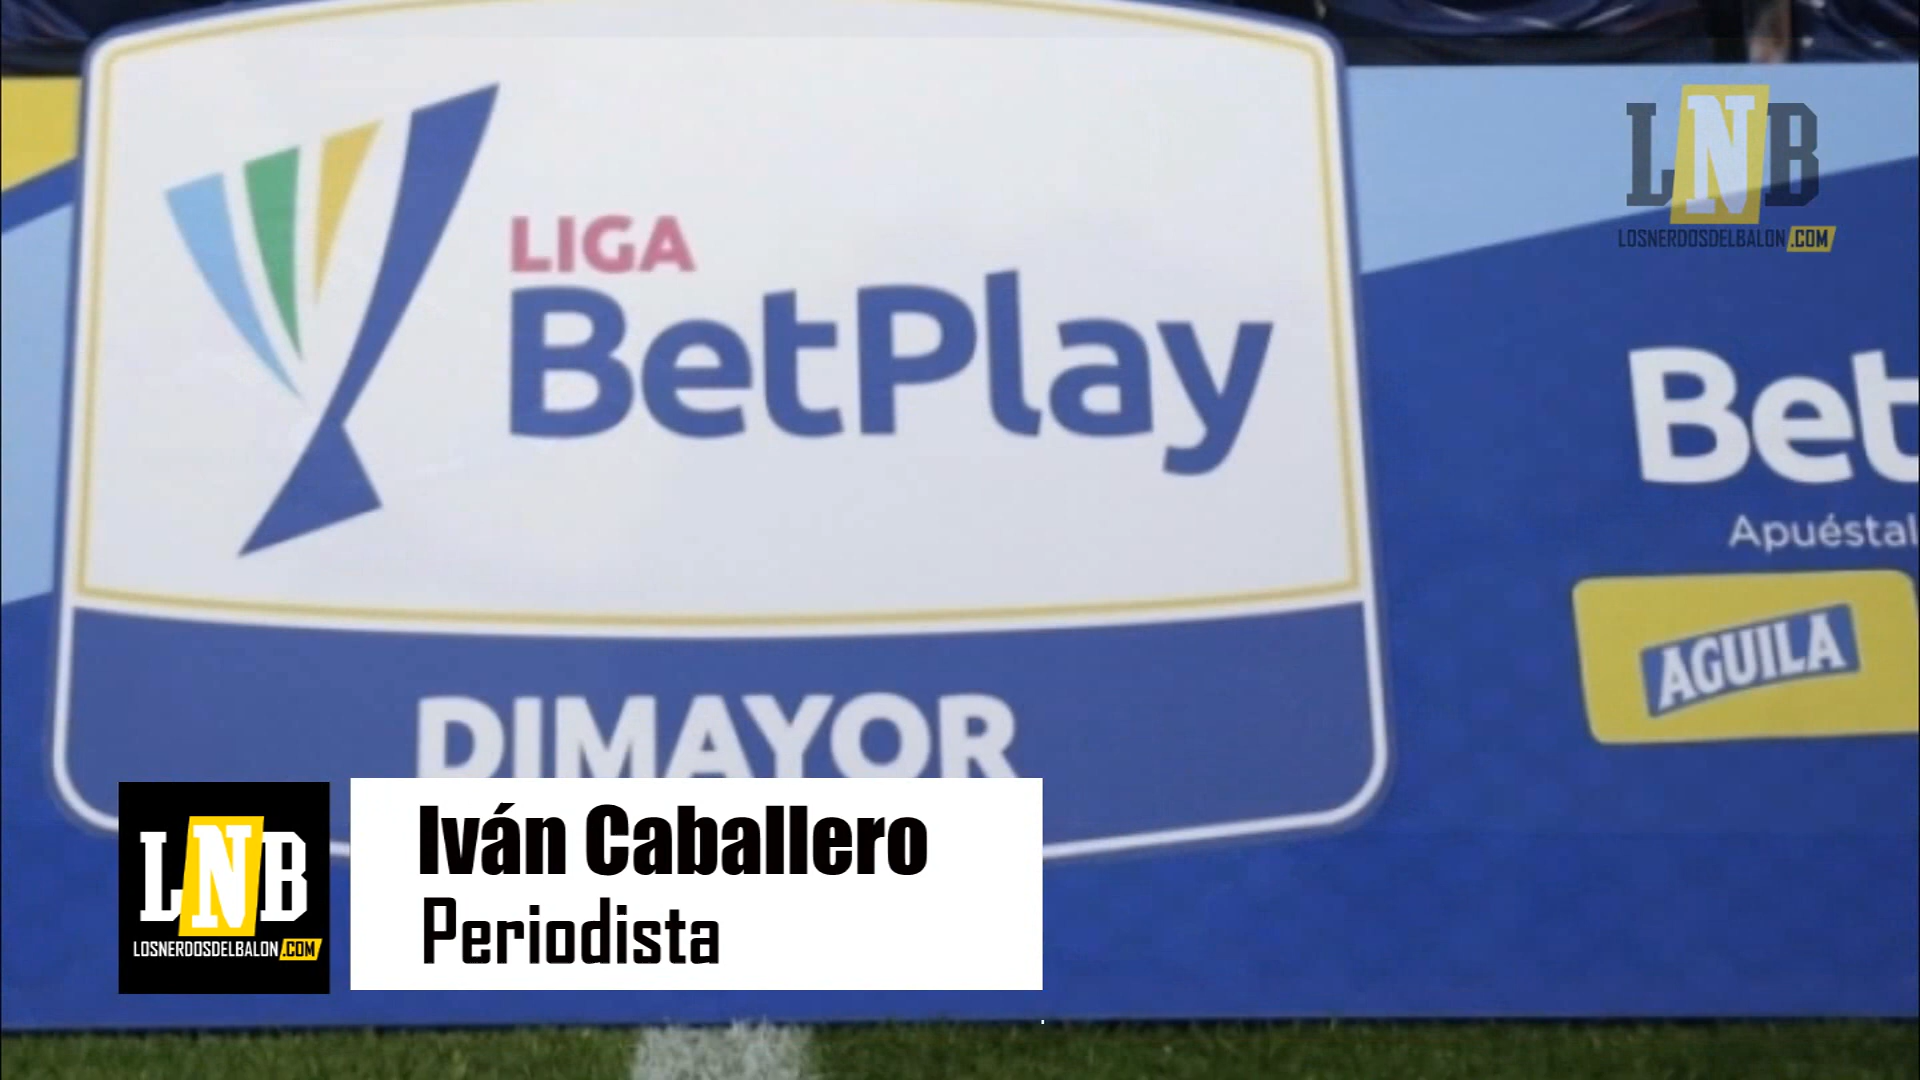 LNB
LOSNERDOSDELBALON.COM
LIGA
BetPlay
DIMAYOR
Bet
Apuéstal
AGUILA
LNB
LOSNERDOSDELBALON.COM
Iván Caballero
Periodista